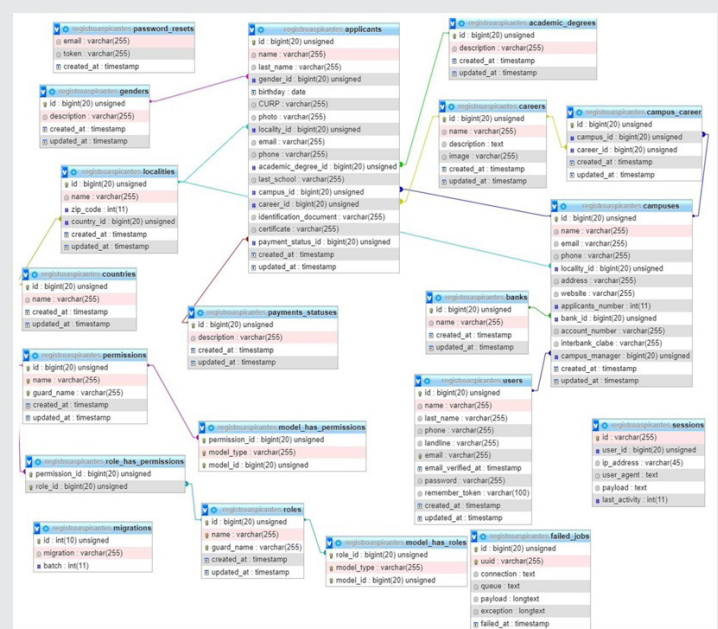 registroaspirantes password_resets
email : varchar(255)
token : varchar(255)
created_at : timestamp
registroaspirantes genders
id : bigint(20) unsigned
description : varchar(255)
created_at : timestamp
updated_at : timestamp
registroaspirantes localities
id : bigint(20) unsigned
name : varchar(255)
zip_code : int(11)
country_id : bigint(20) unsigned
created_at : timestamp
updated_at : timestamp
registroaspirantes countries
id : bigint(20) unsigned
name : varchar(255)
created_at : timestamp
updated_at : timestamp
registroaspirantes applicants
id : bigint(20) unsigned
name : varchar(255)
last_name : varchar(255)
gender_id : bigint(20) unsigned
birthday : date
CURP : varchar(255)
photo : varchar(255)
locality_id : bigint(20) unsigned
email : varchar(255)
phone : varchar(255)
academic_degree_id : bigint(20) unsigned
last_school : varchar(255)
campus_id : bigint(20) unsigned
career_id : bigint(20) unsigned
identification_document : varchar(255)
certificate : varchar(255)
payment_status_id : bigint(20) unsigned
created_at : timestamp
updated_at : timestamp
registroaspirantes academic_degrees
id : bigint(20) unsigned
description : varchar(255)
created_at : timestamp
updated_at : timestamp
registroaspirantes careers
id : bigint(20) unsigned
name : varchar(255)
description : text
image : varchar(255)
created_at : timestamp
updated_at : timestamp
registroaspirantes campus_career
id : bigint(20) unsigned
campus_id : bigint(20) unsigned
career_id : bigint(20) unsigned
created_at : timestamp
updated_at : timestamp
registroaspirantes campuses
id : bigint(20) unsigned
name : varchar(255)
email : varchar(255)
phone : varchar(255)
locality_id : bigint(20) unsigned
address : varchar(255)
website : varchar(255)
applicants_number : int(11)
bank_id : bigint(20) unsigned
account_number : varchar(255)
interbank_clabe : varchar(255)
campus_manager : bigint(20) unsigned
created_at : timestamp
updated_at : timestamp
registroaspirantes payments_statuses
id : bigint(20) unsigned
description : varchar(255)
created_at : timestamp
updated_at : timestamp
registroaspirantes banks
id : bigint(20) unsigned
name : varchar(255)
created_at : timestamp
updated_at : timestamp
registroaspirantes permissions
id : bigint(20) unsigned
name : varchar(255)
guard_name : varchar(255)
created_at : timestamp
updated_at : timestamp
registroaspirantes model_has_permissions
permission_id : bigint(20) unsigned
model_type : varchar(255)
model_id : bigint(20) unsigned
registroaspirantes users
id : bigint(20) unsigned
name : varchar(255)
last_name : varchar(255)
phone : varchar(255)
landline : varchar(255)
email : varchar(255)
email_verified_at : timestamp
password : varchar(255)
remember_token : varchar(100)
created_at : timestamp
updated_at : timestamp
registroaspirantes sessions
id : varchar(255)
user_id : bigint(20) unsigned
ip_address : varchar(45)
user_agent : text
payload : text
last_activity : int(11)
registroaspirantes role_has_permissions
permission_id : bigint(20) unsigned
role_id : bigint(20) unsigned
registroaspirantes migrations
id : int(10) unsigned
migration : varchar(255)
batch : int(11)
registroaspirantes roles
id : bigint(20) unsigned
name : varchar(255)
guard_name : varchar(255)
created_at : timestamp
updated_at : timestamp
registroaspirantes model_has_roles
role_id : bigint(20) unsigned
model_type : varchar(255)
model_id : bigint(20) unsigned
registroaspirantes failed_jobs
id : bigint(20) unsigned
uuid : varchar(255)
connection : text
queue : text
payload : longtext
exception : longtext
failed_at : timestamp